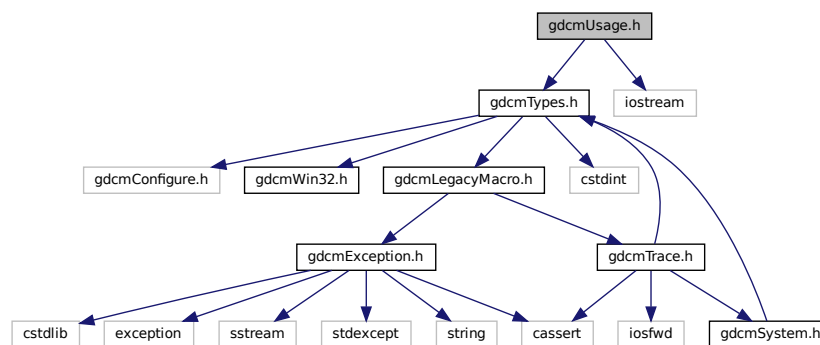 gdcmUsage.h
gdcmTypes.h
iostream
gdcmConfigure.h
gdcmWin32.h
gdcmLegacyMacro.h
cstdint
gdcmException.h
gdcmTrace.h
cstdlib
exception
sstream
stdexcept
string
cassert
iosfwd
gdcmSystem.h